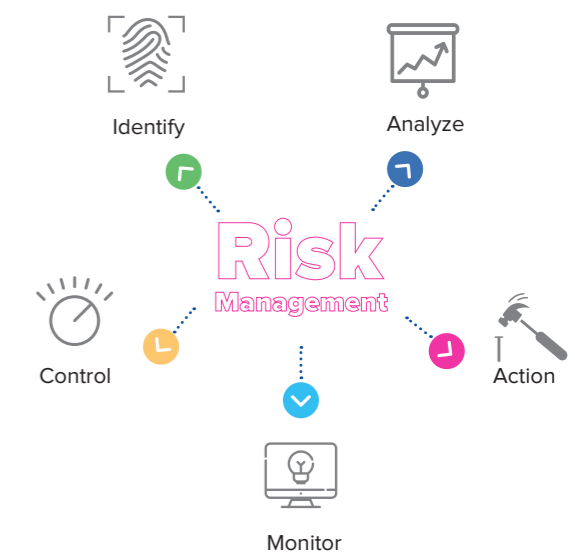 Identify
Analyze
Risk
Management
Control
Action
Monitor